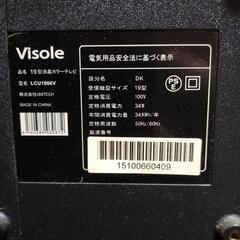 Visole
品名 19型液晶カラーテレビ
型名 LCU1906V
株式会社UNITECH
MADE IN CHINA
電気用品安全法に基づく表示
区分名 DK
受信機型サイズ 19型
定格電圧 100V
定格消費電力 34W
年間消費電力量 34KWh/年
定格周波数 50Hz/60Hz
製造番号
PSE
15100660409